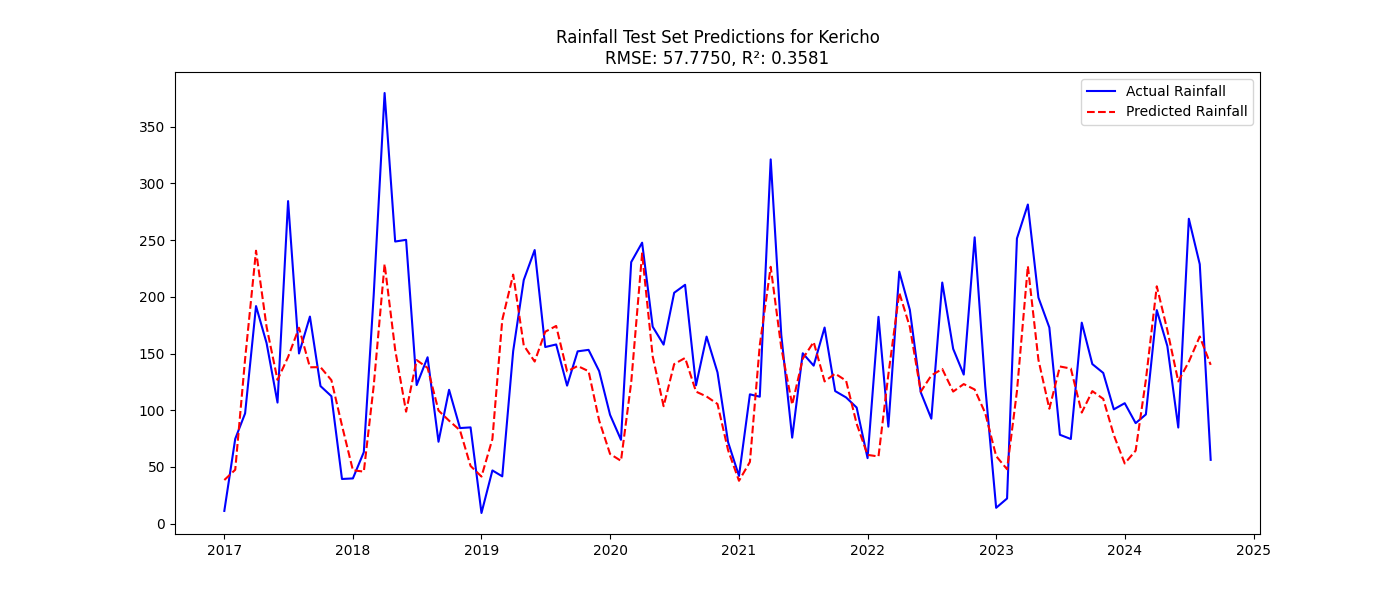 Rainfall Test Set Predictions for Kericho
RMSE: 57.7750, R²: 0.3581
Actual Rainfall
Predicted Rainfall
350
300
250
200
150
100
50
0
2017 2018 2019 2020 2021 2022 2023 2024 2025